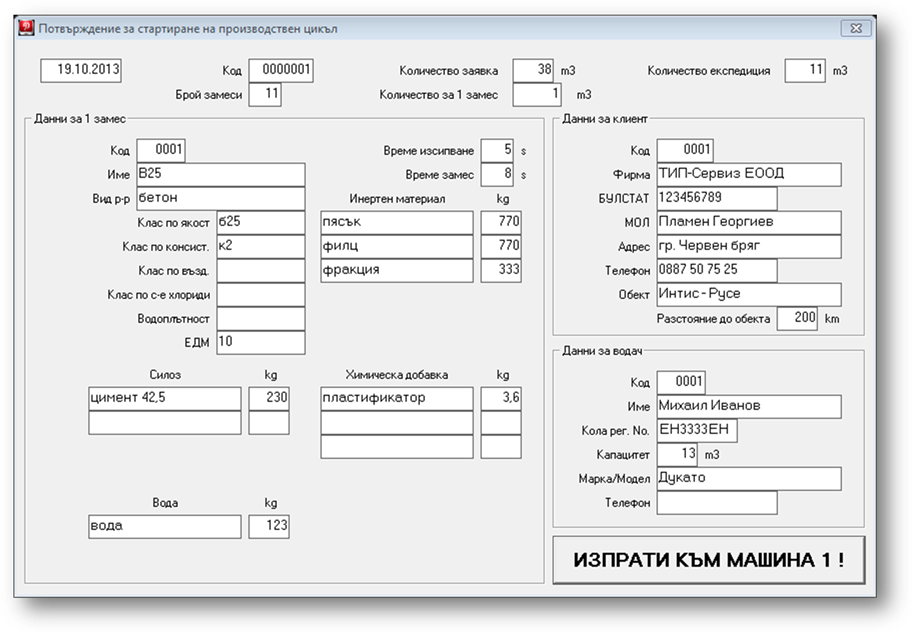 Потвърждение за стартиране на производствен цикъл
19.10.2013 Код 0000001 Количество заявка 38 m3 Количество експедиция 11 m3
Брой замеси 11 Количество за 1 замес 1 m3
Данни за 1 замес
Код 0001 Време изсипване 5 s
Име B25 Време замес 8 s
Вид р-р бетон Инертен материал kg
Клас по якост б25 пясък 770
Клас по консист. к2 филц 770
Клас по възд. фракция 333
Клас по с-е хлориди
Водоплътност
ЕДМ 10
Силоз kg Химическа добавка kg
цимент 42,5 230 пластификатор 3,6
Вода kg
вода 123
Данни за клиент
Код 0001
Фирма ТИП-Сервиз ЕООД
БУЛСТАТ 123456789
МОЛ Пламен Георгиев
Адрес гр. Червен бряг
Телефон 0887 50 75 25
Обект Интис - Русе
Разстояние до обекта 200 km
Данни за водач
Код 0001
Име Михаил Иванов
Кола рег. No. ЕН3333ЕН
Капацитет 13 m3
Марка/Модел Дукато
Телефон
ИЗПРАТИ КЪМ МАШИНА 1 !